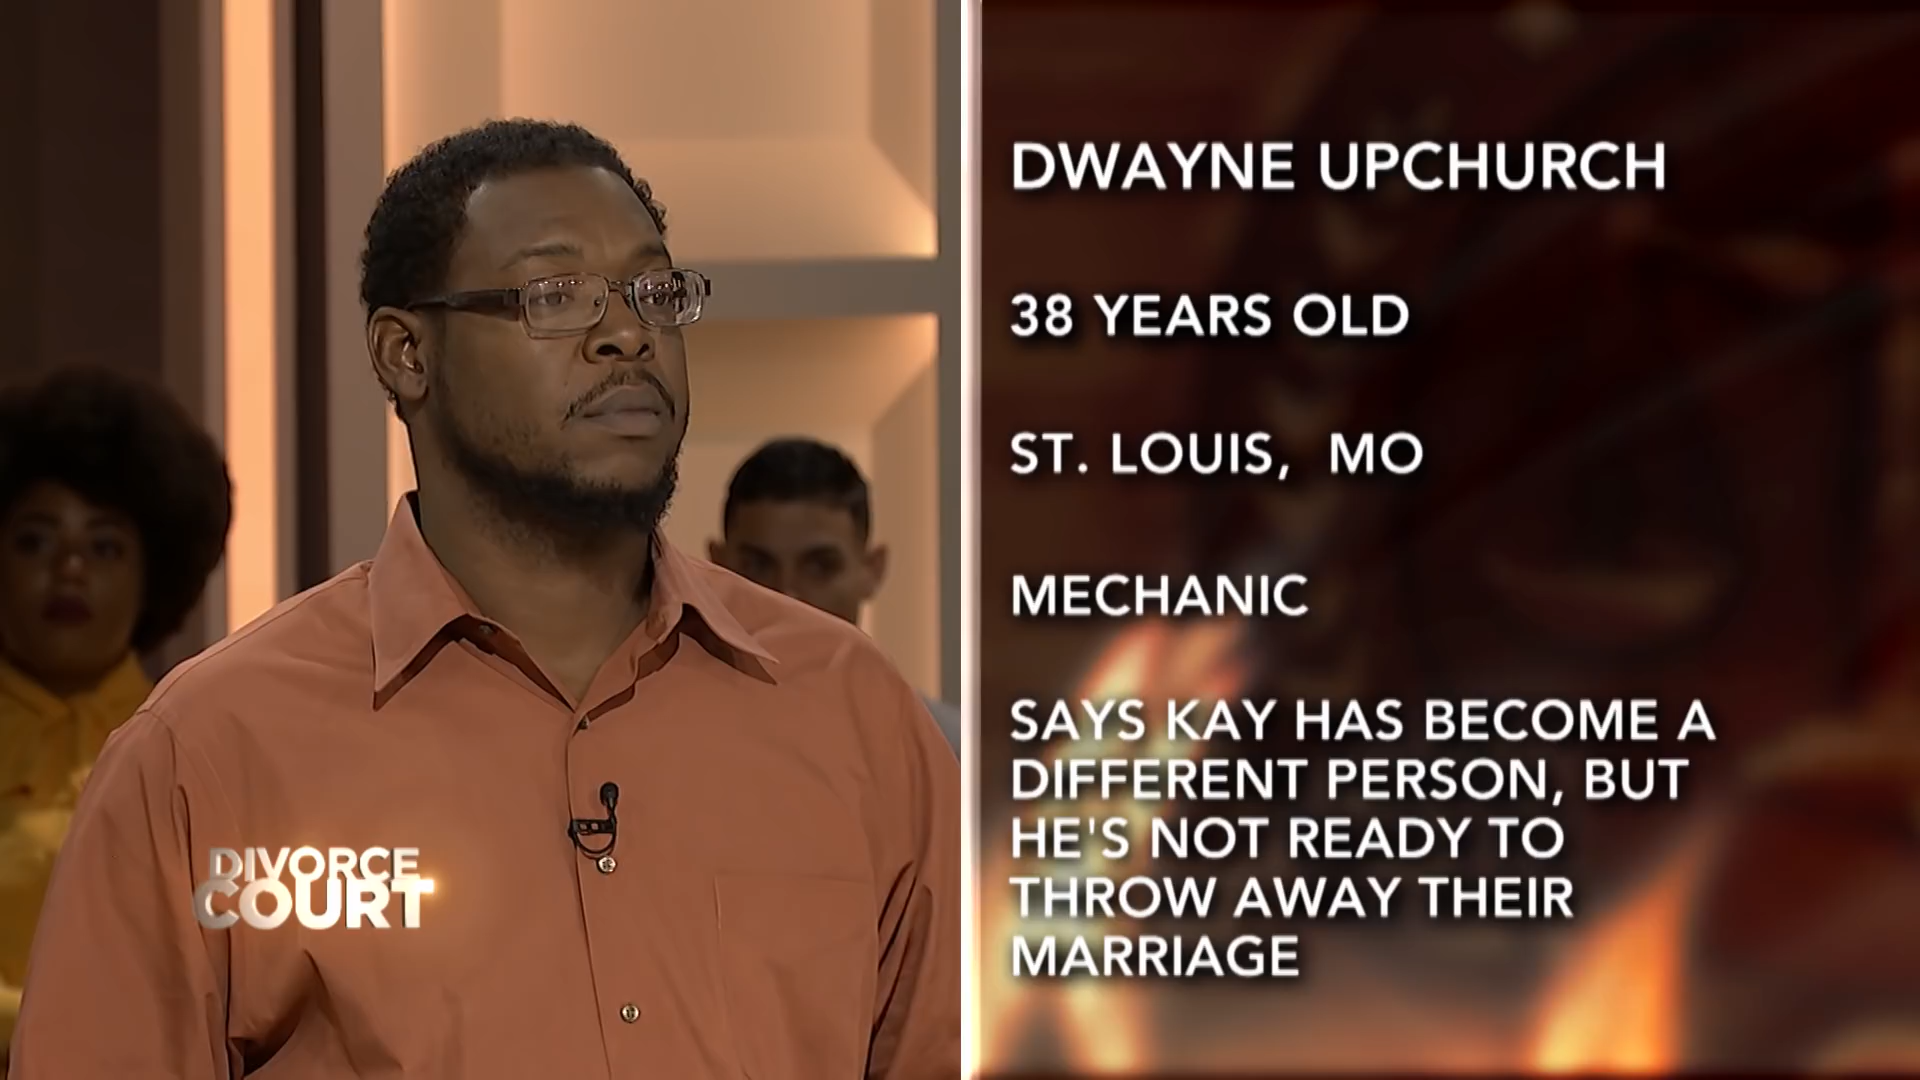 DIVORCE
COURT
DWAYNE UPCHURCH
38 YEARS OLD
ST. LOUIS, MO
MECHANIC
SAYS KAY HAS BECOME A
DIFFERENT PERSON, BUT
HE'S NOT READY TO
THROW AWAY THEIR
MARRIAGE